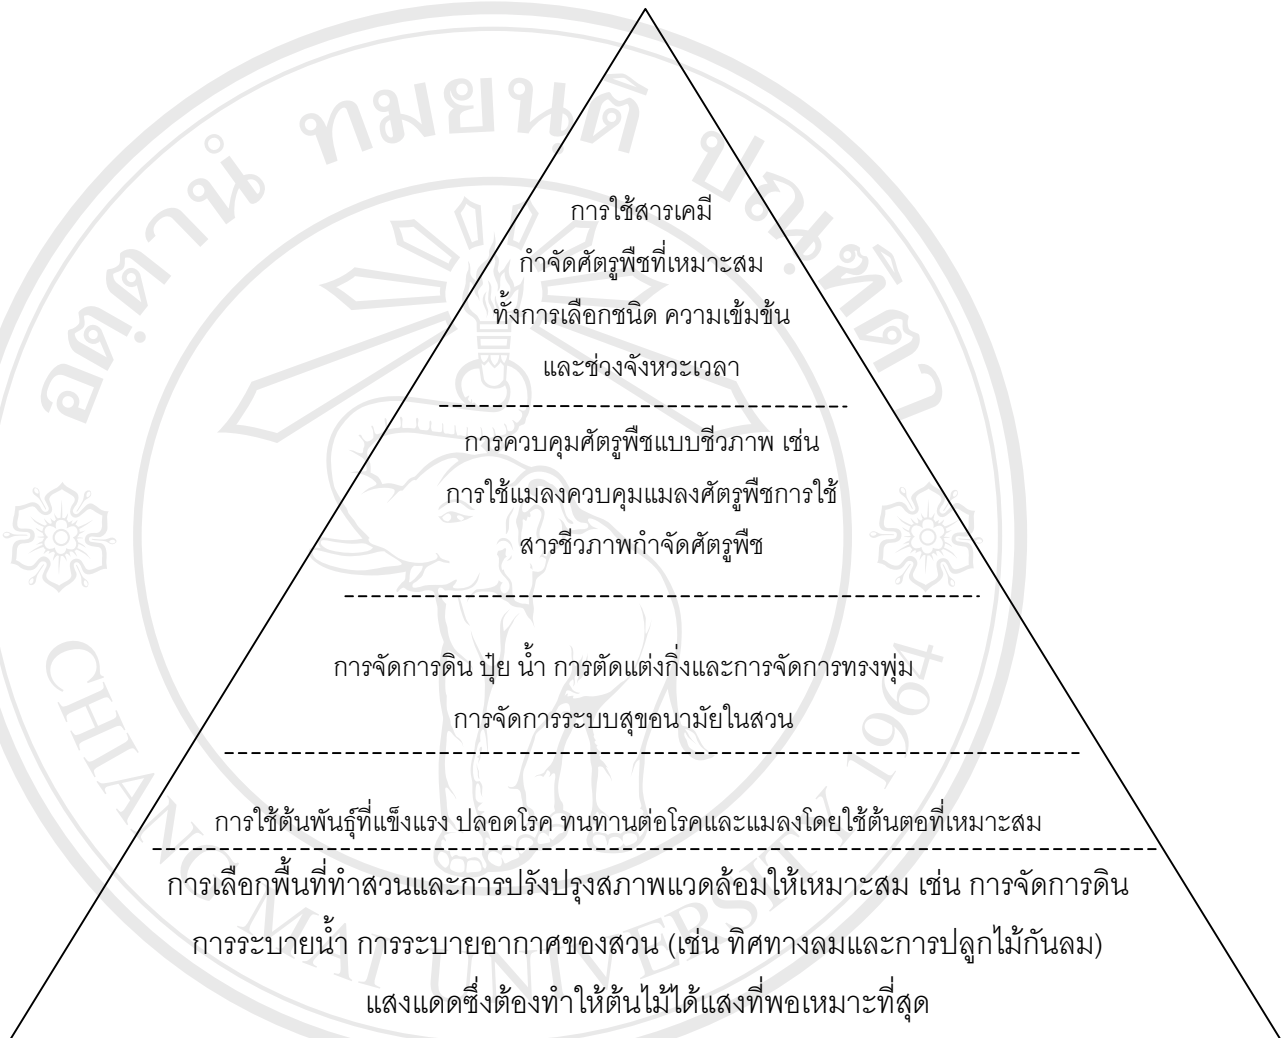 การใช้สารเคมี
กำจัดศัตรูพืชที่เหมาะสม
ทั้งการเลือกชนิด ความเข้มข้น
และช่วงจังหวะเวลา
การควบคุมศัตรูพืชแบบชีวภาพ เช่น
การใช้แมลงควบคุมแมลงศัตรูพืชการใช้
สารชีวภาพกำจัดศัตรูพืช
การจัดการดิน ปุ๋ย น้ำ การตัดแต่งกิ่งและการจัดการทรงพุ่ม
การจัดการระบบสุขอนามัยในสวน
การใช้ต้นพันธุ์ที่แข็งแรง ปลอดโรค ทนทานต่อโรคและแมลงโดยใช้ต้นตอที่เหมาะสม
การเลือกพื้นที่ทำสวนและการปรังปรุงสภาพแวดล้อมให้เหมาะสม เช่น การจัดการดิน
การระบายน้ำ การระบายอากาศของสวน (เช่น ทิศทางลมและการปลูกไม้กันลม)
แสงแดดซึ่งต้องทำให้ต้นไม้ได้แสงที่พอเหมาะที่สุด
อตฺตานํ ทมยนฺติ ปณฺฑิตา
CHIANG MAI UNIVERSITY 1964